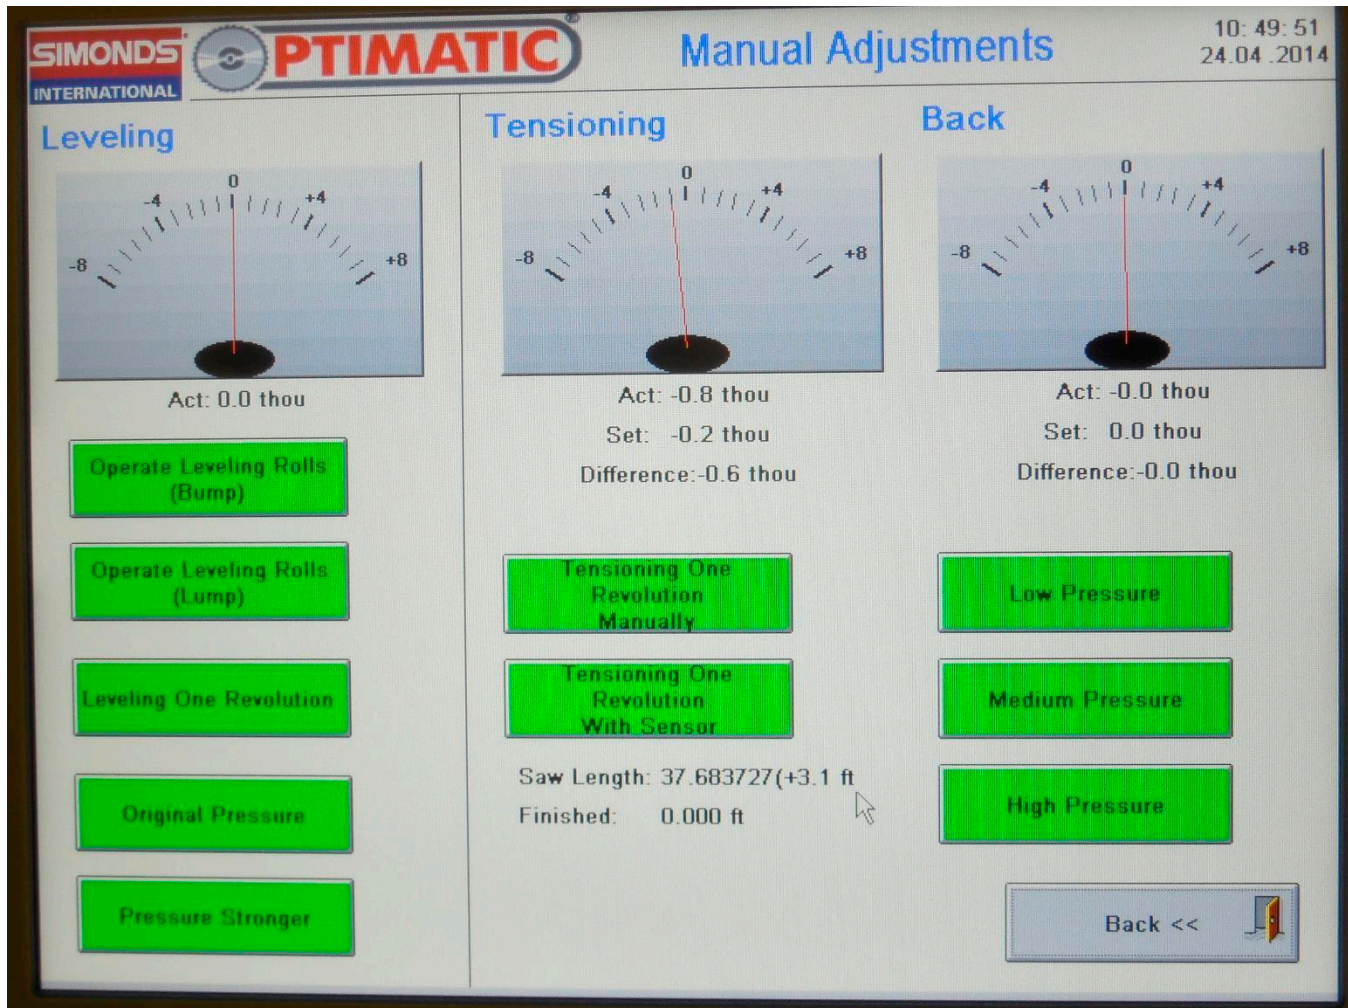 SIMONDS
INTERNATIONAL
OPTIMATIC®
Manual Adjustments
10:49:51
24.04.2014
Leveling
-8 -4 0 +4 +8
Act: 0.0 thou
Operate Leveling Rolls
(Bump)
Operate Leveling Rolls
(Lump)
Leveling One Revolution
Original Pressure
Pressure Stronger
Tensioning
-8 -4 0 +4 +8
Act: -0.8 thou
Set: -0.2 thou
Difference:-0.6 thou
Tensioning One
Revolution
Manually
Tensioning One
Revolution
With Sensor
Saw Length: 37.683727(+3.1 ft
Finished: 0.000 ft
Back
-8 -4 0 +4 +8
Act: -0.0 thou
Set: 0.0 thou
Difference:-0.0 thou
Low Pressure
Medium Pressure
High Pressure
Back <<